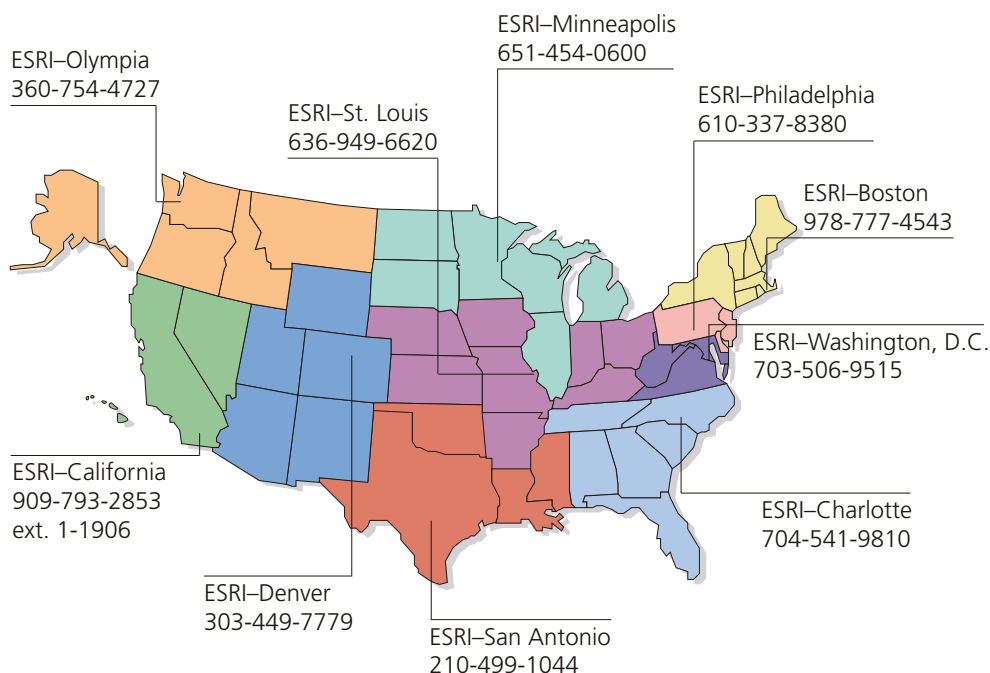 ESRI–Minneapolis
651-454-0600
ESRI–Olympia
360-754-4727
ESRI–St. Louis
636-949-6620
ESRI–Philadelphia
610-337-8380
ESRI–Boston
978-777-4543
ESRI–Washington, D.C.
703-506-9515
ESRI–California
909-793-2853
ext. 1-1906
ESRI–Charlotte
704-541-9810
ESRI–Denver
303-449-7779
ESRI–San Antonio
210-499-1044